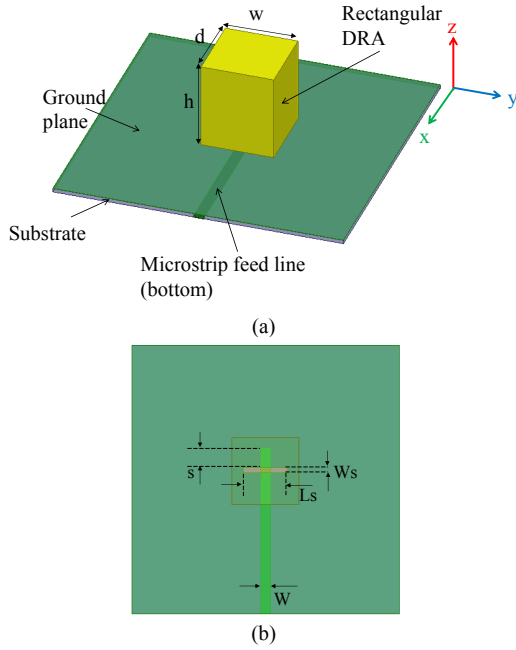 w
Rectangular
DRA
d
z
Ground
plane
h
y
x
Substrate
Microstrip feed line
(bottom)
(a)
s
Ws
Ls
W
(b)